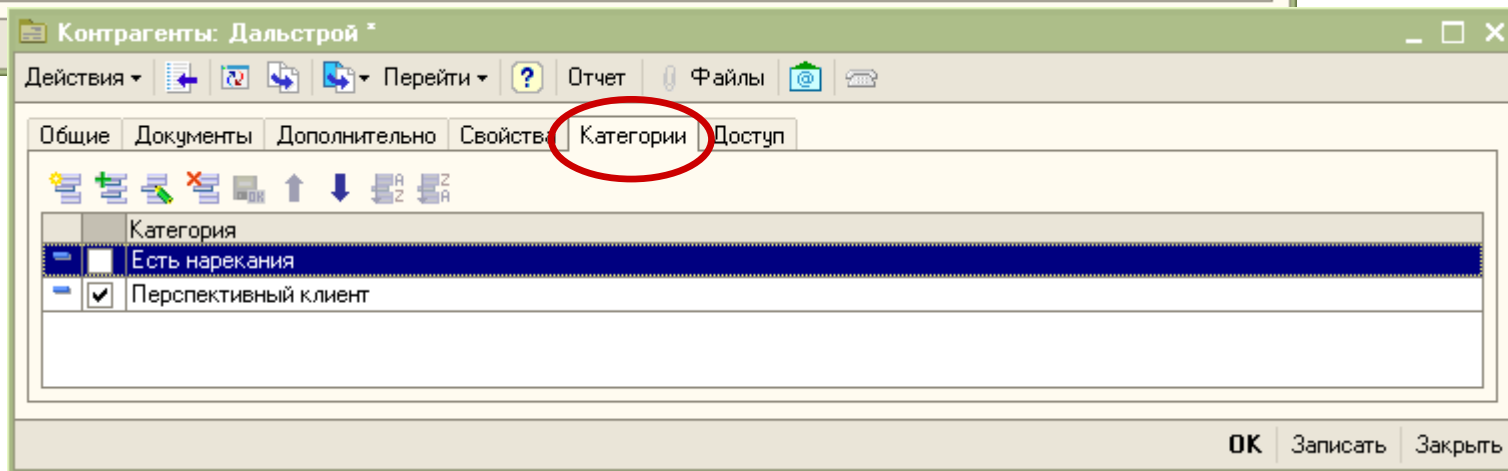 Контрагенты: Дальстрой *
Действия Перейти ? Отчет Файлы @
Общие Документы Дополнительно Свойства Категории Доступ
Категория
Есть нарекания
Перспективный клиент
OK Записать Закрыть